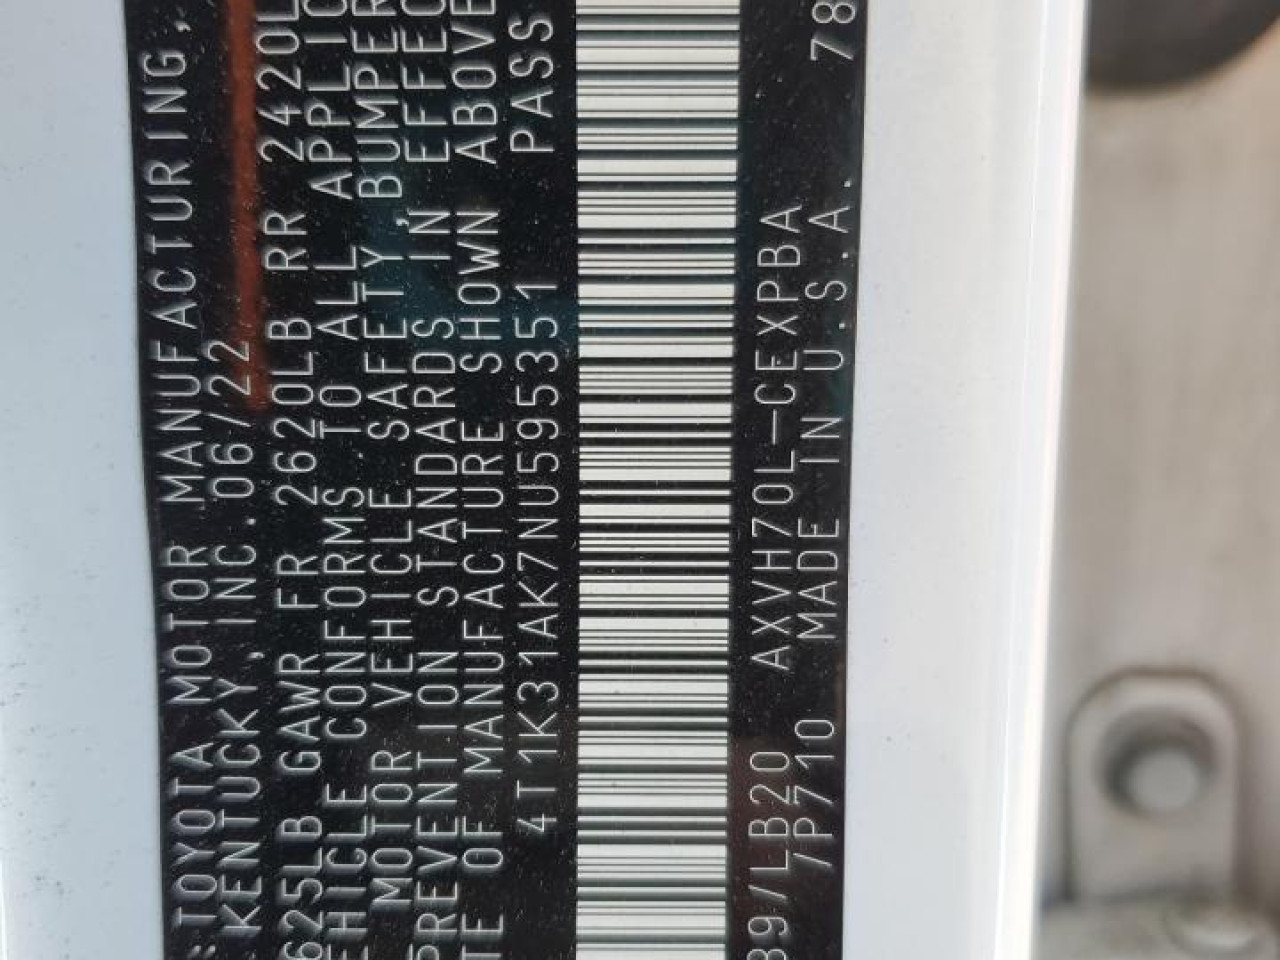 :TOYOTA MOTOR MANUFACTURING,
KENTUCKY, INC. 06/22
625LB GAWR FR 2620LB RR 2420L
EHICLE CONFORMS TO ALL APPLIC
MOTOR VEHICLE SAFETY, BUMPER
PREVENTION STANDARDS IN EFFEC
TE OF MANUFACTURE SHOWN ABOVE
4T1K31AK7NU595351 PASS
39/LB20 AXVH70L-CEXPBA
/P710 MADE IN U.S.A. 78